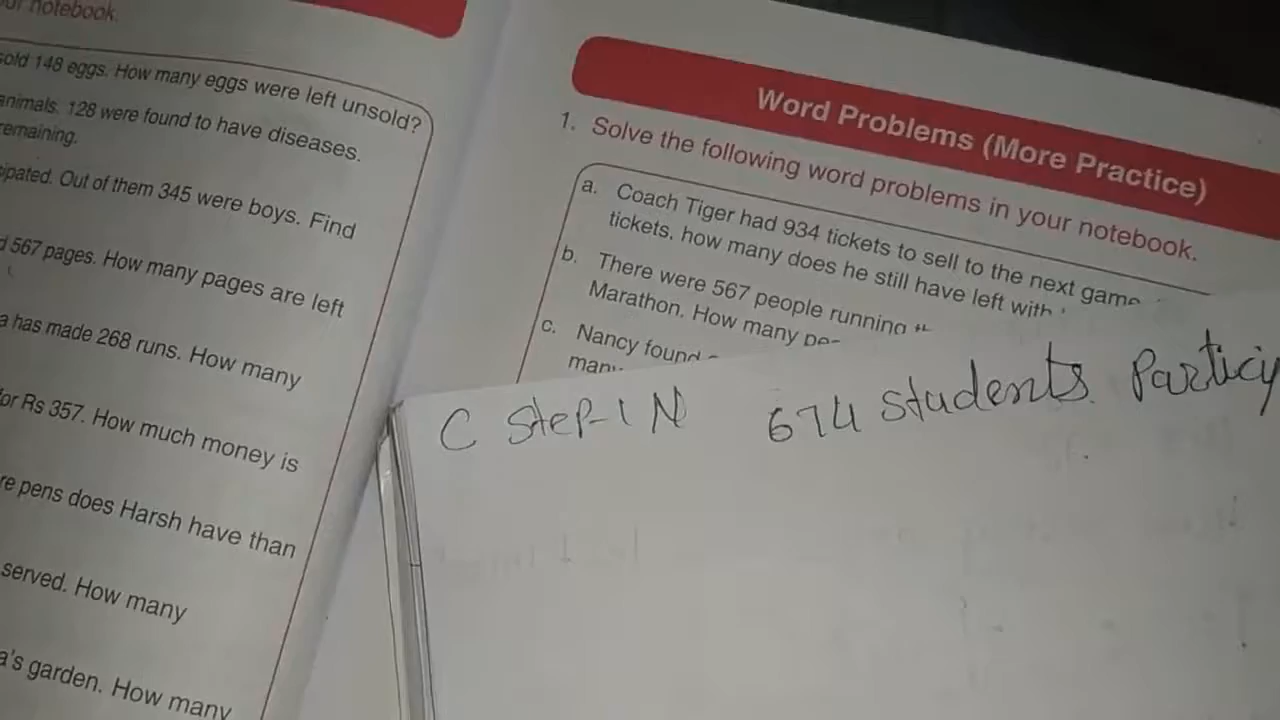 notebook.
sold 148 eggs. How many eggs were left unsold?
animals. 128 were found to have diseases.
remaining.
Out of them 345 were boys. Find
567 pages. How many pages are left
a has made 268 runs. How many
for Rs 357. How much money is
re pens does Harsh have than
served. How many
a's garden. How many
Word Problems (More Practice)
1. Solve the following word problems in your notebook.
a. Coach Tiger had 934 tickets to sell to the next game
tickets, how many does he still have left with
b. There were 567 people running
Marathon. How many
c. Nancy found
C Step-1 N 674 students Particip